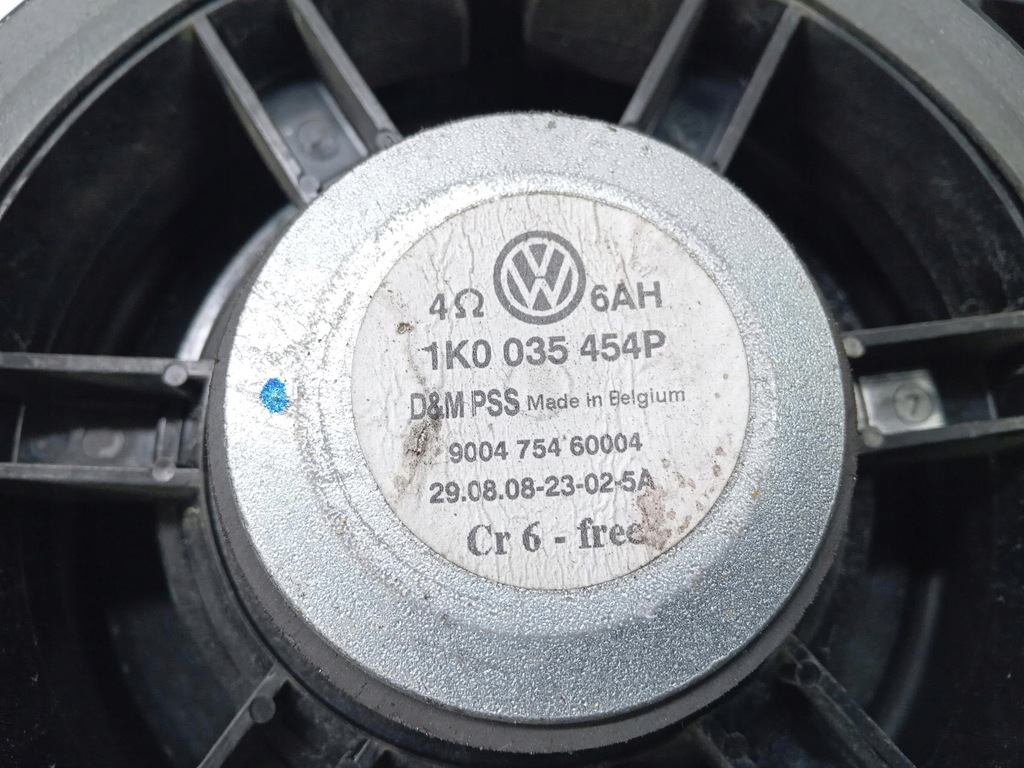 4Ω VW 6AH
1K0 035 454P
D&M PSS Made in Belgium
9004 754 60004
29.08.08-23-02-5A
Cr 6 - free